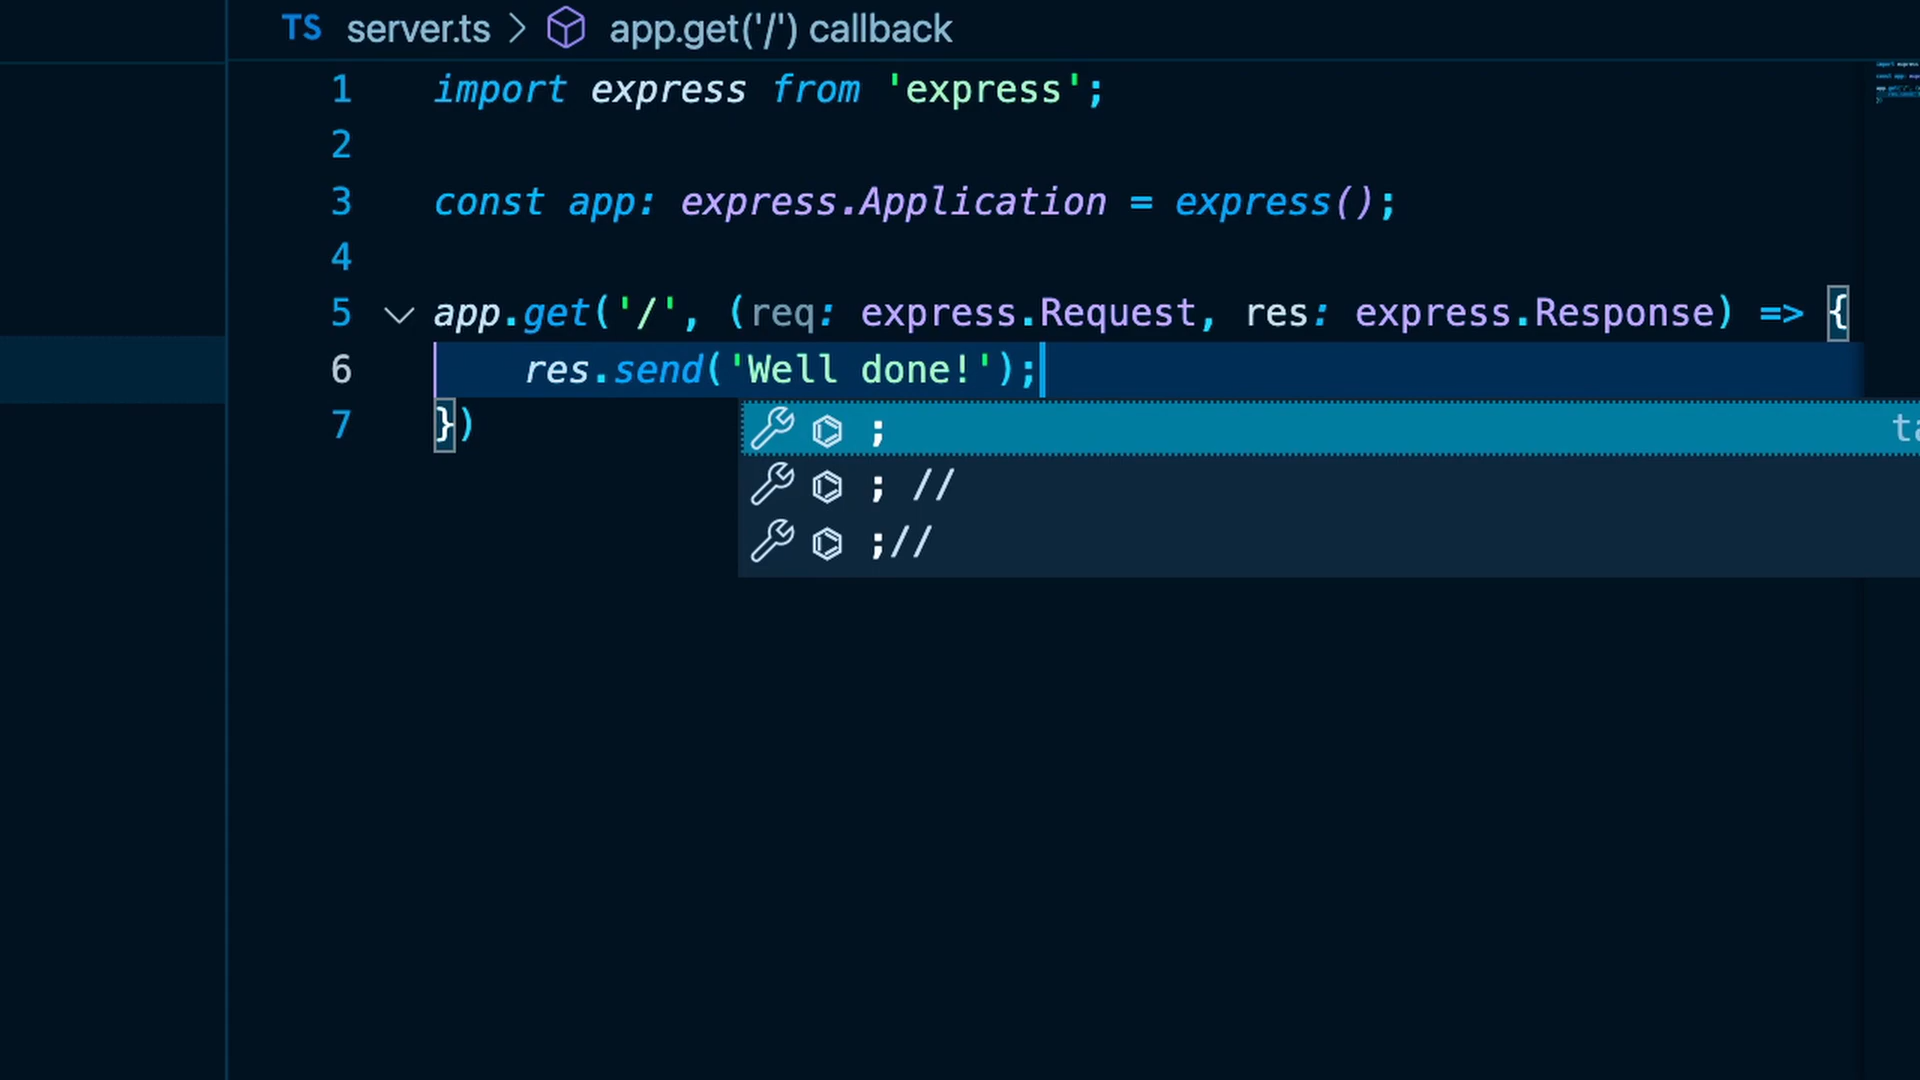 TS server.ts > app.get('/') callback
1 import express from 'express';
2
3 const app: express.Application = express();
4
5 app.get('/', (req: express.Request, res: express.Response) => {
6 res.send('Well done!');
7 })
;
; //
;//